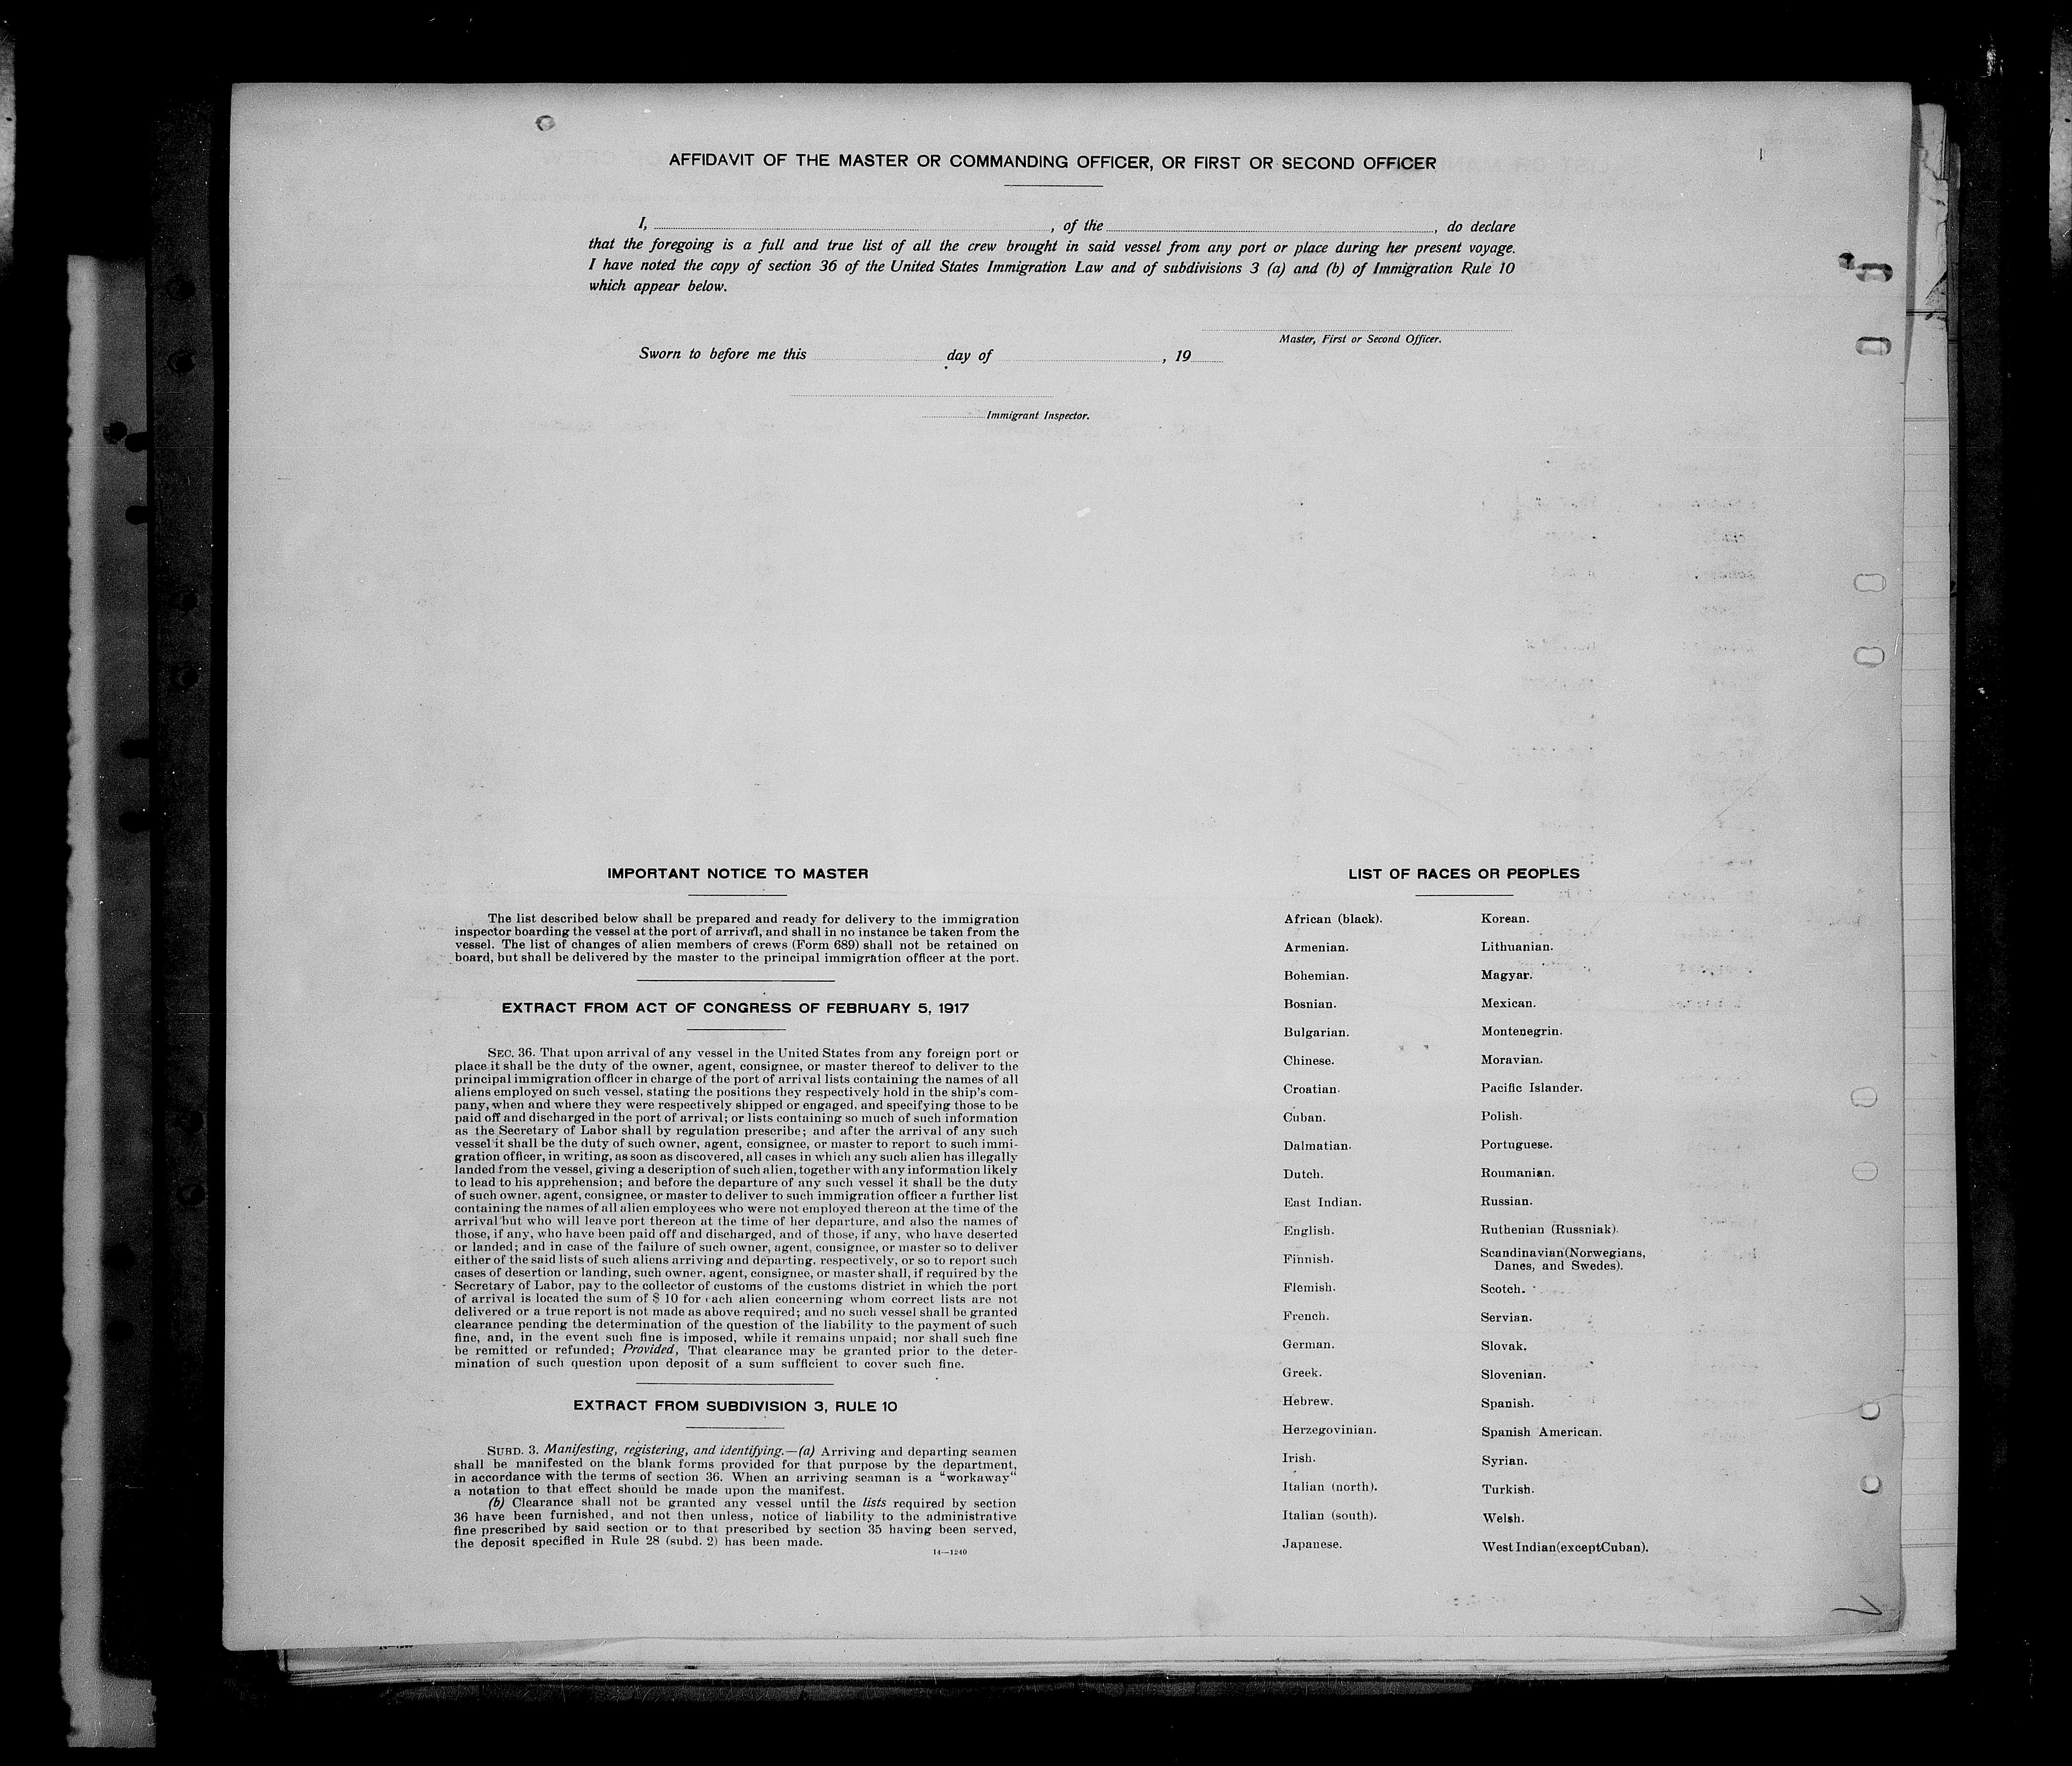 AFFIDAVIT OF THE MASTER OR COMMANDING OFFICER, OR FIRST OR SECOND OFFICER
I, , of the , do declare
that the foregoing is a full and true list of all the crew brought in said vessel from any port or place during her present voyage.
I have noted the copy of section 36 of the United States Immigration Law and of subdivisions 3 (a) and (b) of Immigration Rule 10
which appear below.
Master, First or Second Officer.
Sworn to before me this day of , 19
Immigrant Inspector.
IMPORTANT NOTICE TO MASTER
The list described below shall be prepared and ready for delivery to the immigration
inspector boarding the vessel at the port of arrival, and shall in no instance be taken from the
vessel. The list of changes of alien members of crews (Form 689) shall not be retained on
board, but shall be delivered by the master to the principal immigration officer at the port.
EXTRACT FROM ACT OF CONGRESS OF FEBRUARY 5, 1917
SEC. 36. That upon arrival of any vessel in the United States from any foreign port or
place it shall be the duty of the owner, agent, consignee, or master thereof to deliver to the
principal immigration officer in charge of the port of arrival lists containing the names of all
aliens employed on such vessel, stating the positions they respectively hold in the ship's com-
pany, when and where they were respectively shipped or engaged, and specifying those to be
paid off and discharged in the port of arrival; or lists containing so much of such information
as the Secretary of Labor shall by regulation prescribe; and after the arrival of any such
vessel it shall be the duty of such owner, agent, consignee, or master to report to such immi-
gration officer, in writing, as soon as discovered, all cases in which any such alien has illegally
landed from the vessel, giving a description of such alien, together with any information likely
to lead to his apprehension; and before the departure of any such vessel it shall be the duty
of such owner, agent, consignee, or master to deliver to such immigration officer a further list
containing the names of all alien employees who were not employed thereon at the time of the
arrival but who will leave port thereon at the time of her departure, and also the names of
those, if any, who have been paid off and discharged, and of those, if any, who have deserted
or landed; and in case of the failure of such owner, agent, consignee, or master so to deliver
either of the said lists of such aliens arriving and departing, respectively, or so to report such
cases of desertion or landing, such owner, agent, consignee, or master shall, if required by the
Secretary of Labor, pay to the collector of customs of the customs district in which the port
of arrival is located the sum of $ 10 for each alien concerning whom correct lists are not
delivered or a true report is not made as above required; and no such vessel shall be granted
clearance pending the determination of the question of the liability to the payment of such
fine, and, in the event such fine is imposed, while it remains unpaid; nor shall such fine
be remitted or refunded; Provided, That clearance may be granted prior to the deter-
mination of such question upon deposit of a sum sufficient to cover such fine.
EXTRACT FROM SUBDIVISION 3, RULE 10
SUBD. 3. Manifesting, registering, and identifying.—(a) Arriving and departing seamen
shall be manifested on the blank forms provided for that purpose by the department,
in accordance with the terms of section 36. When an arriving seaman is a “workaway“
a notation to that effect should be made upon the manifest.
(b) Clearance shall not be granted any vessel until the lists required by section
36 have been furnished, and not then unless, notice of liability to the administrative
fine prescribed by said section or to that prescribed by section 35 having been served,
the deposit specified in Rule 28 (subd. 2) has been made.
14—1240
LIST OF RACES OR PEOPLES
African (black).
Armenian.
Bohemian.
Bosnian.
Bulgarian.
Chinese.
Croatian.
Cuban.
Dalmatian.
Dutch.
East Indian.
English.
Finnish.
Flemish.
French.
German.
Greek.
Hebrew.
Herzegovinian.
Irish.
Italian (north).
Italian (south).
Japanese.
Korean.
Lithuanian.
Magyar.
Mexican.
Montenegrin.
Moravian.
Pacific Islander.
Polish.
Portuguese.
Roumanian.
Russian.
Ruthenian (Russniak).
Scandinavian(Norwegians,
Danes, and Swedes).
Scotch.
Servian.
Slovak.
Slovenian.
Spanish.
Spanish American.
Syrian.
Turkish.
Welsh.
West Indian(exceptCuban).